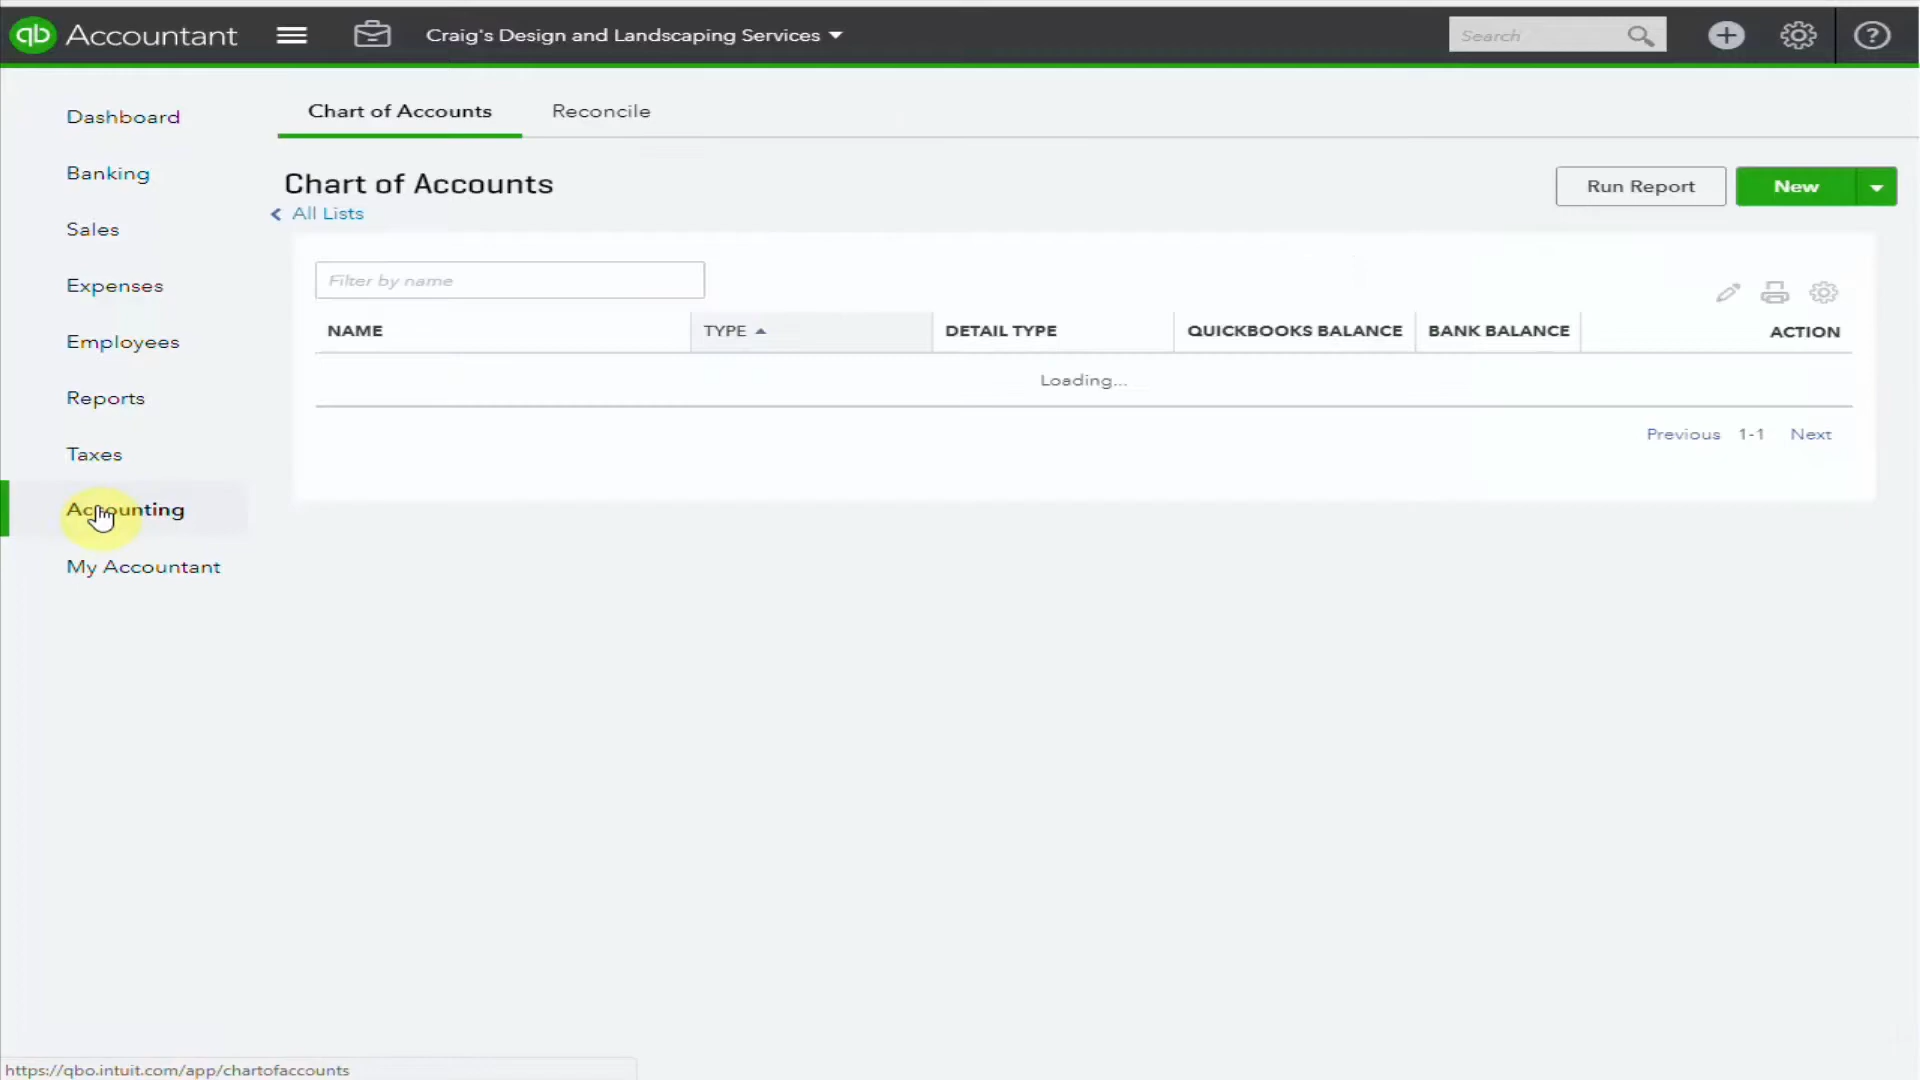 qb Accountant
Craig's Design and Landscaping Services
Search
Dashboard
Banking
Sales
Expenses
Employees
Reports
Taxes
Accounting
My Accountant
Chart of Accounts
Reconcile
Chart of Accounts
All Lists
Run Report
New
Filter by name
NAME
TYPE
DETAIL TYPE
QUICKBOOKS BALANCE
BANK BALANCE
ACTION
Loading...
Previous 1-1 Next
https://qbo.intuit.com/app/chartofaccounts